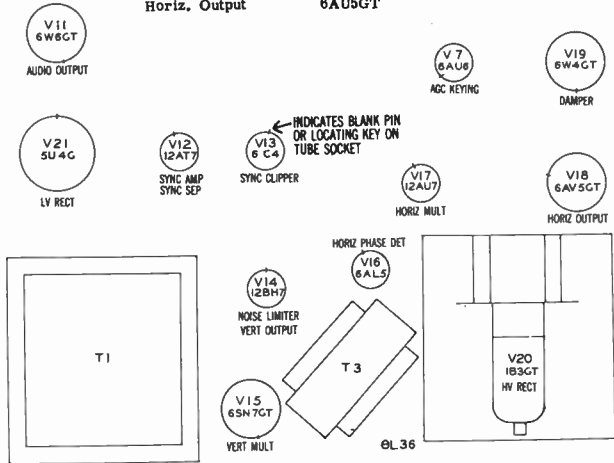 Horiz. Output 6AU5GT
V11
6W6GT
AUDIO OUTPUT
V7
6AU6
AGC KEYING
V19
6W4GT
DAMPER
INDICATES BLANK PIN
OR LOCATING KEY ON
TUBE SOCKET
V21
5U4G
LV RECT
V12
12AT7
SYNC AMP
SYNC SEP
V13
6C4
SYNC CLIPPER
V17
12AU7
HORIZ MULT
V18
6AV5GT
HORIZ OUTPUT
HORIZ PHASE DET
V16
6AL5
V14
12BH7
NOISE LIMITER
VERT OUTPUT
T1
T3
V20
1B3GT
HV RECT
V15
6SN7GT
VERT MULT
ΘL36